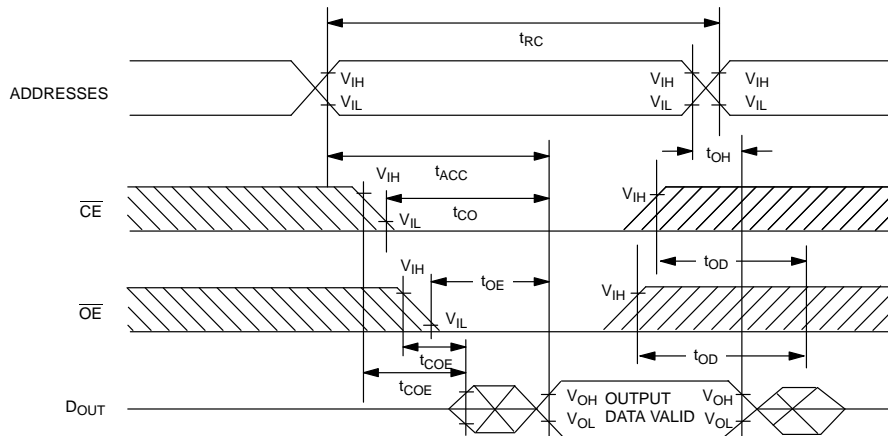 tRC
ADDRESSES
VIH VIH VIH
VIL VIL VIL
tOH
tACC
CE VIH tCO VIH
VIL
tOD
OE VIH tOE VIH
VIL
tCOE tOD
tCOE
DOUT VOH OUTPUT VOH
VOL DATA VALID VOL